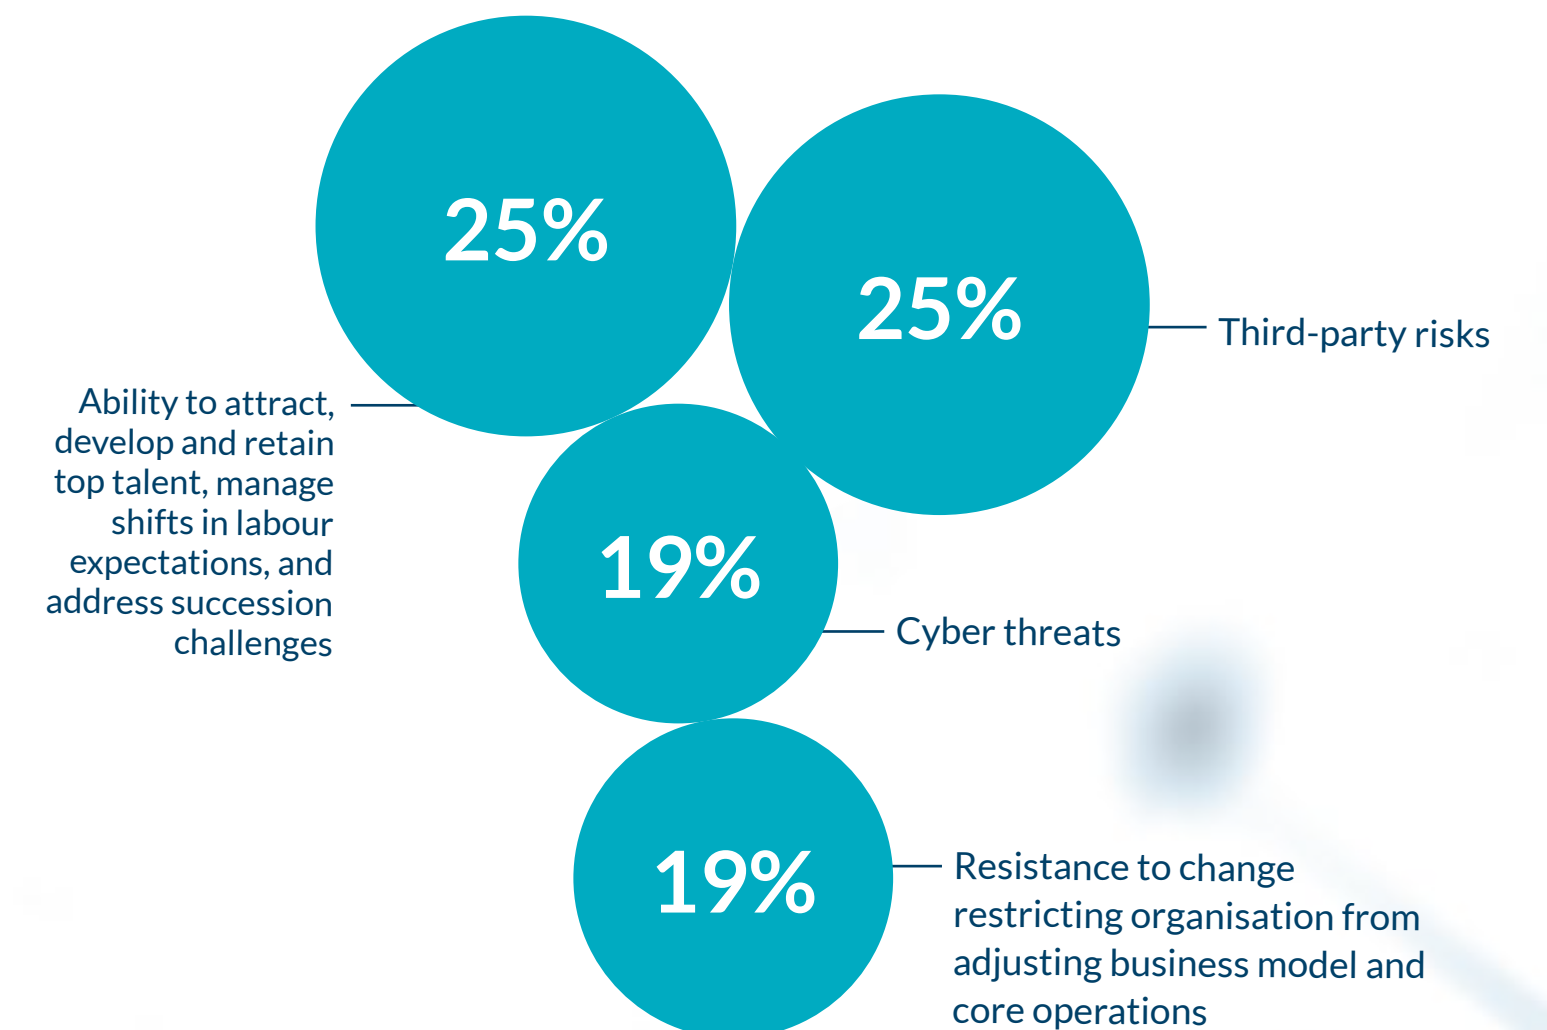 25%
25%
Third-party risks
Ability to attract,
develop and retain
top talent, manage
shifts in labour
expectations, and
address succession
challenges
19%
Cyber threats
19%
Resistance to change
restricting organisation from
adjusting business model and
core operations